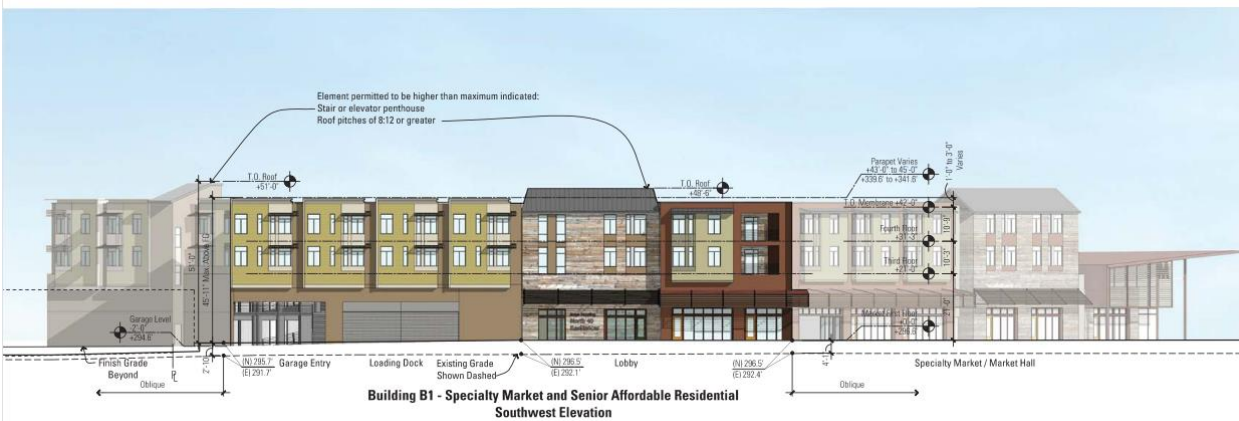 Element permitted to be higher than maximum indicated:
Stair or elevator penthouse
Roof pitches of 8:12 or greater
T.O. Roof
+51'-0"
T.O. Roof
+48'-6"
Parapet Varies
+43'-6" to 45'-0"
+339.6' to +341.8'
1'-0" to 3'-0"
Varies
T.O. Membrane +42'-0"
10'-9"
Fourth Floor
+31'-3"
10'-3"
Third Floor
+21'-0"
51'-0"
45'-11" Max. Above
Garage Level
-2'-0"
+294.8'
+296.8'
Finish Grade
Beyond
2'-10"
(N) 295.7'
(E) 291.7'
Garage Entry
Loading Dock
Existing Grade
Shown Dashed
(N) 296.5'
(E) 292.1'
Lobby
(N) 296.5'
(E) 292.4'
Specialty Market / Market Hall
Oblique
Oblique
Building B1 - Specialty Market and Senior Affordable Residential
Southwest Elevation